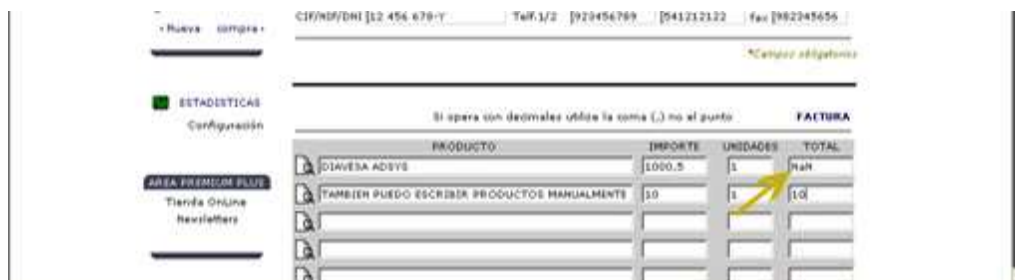 CIF/NIF/DNI 12 456 678-Y Telf.1/2 923456789 541212122 fax 982345656
- Nueva compra -
*Campos obligatorios
ESTADISTICAS
Configuración
Si opera con decimales utilice la coma (,) no el punto FACTURA
PRODUCTO IMPORTE UNIDADES TOTAL
DIAVESA ADSYS 1000.5 1 NaN
AREA PREMIUM PLUS
TAMBIEN PUEDO ESCRIBIR PRODUCTOS MANUALMENTE 10 1 10
Tienda OnLine
Newsletters